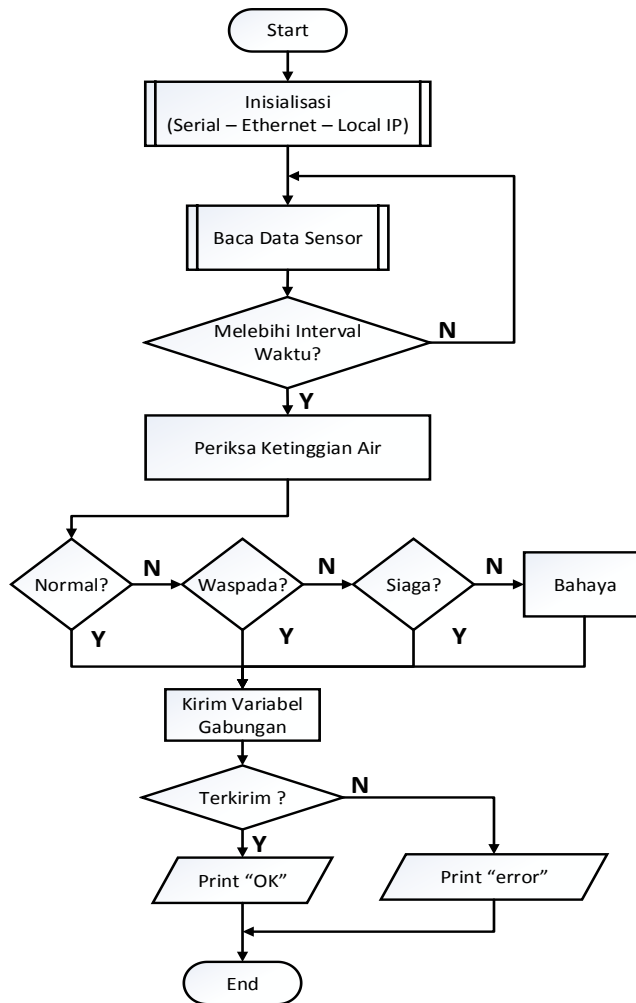 Start
Inisialisasi
(Serial – Ethernet – Local IP)
Baca Data Sensor
Melebihi Interval
Waktu?
N
Y
Periksa Ketinggian Air
Normal?
N
Waspada?
N
Siaga?
N
Bahaya
Y
Y
Y
Kirim Variabel
Gabungan
Terkirim ?
N
Y
Print “OK”
Print “error”
End